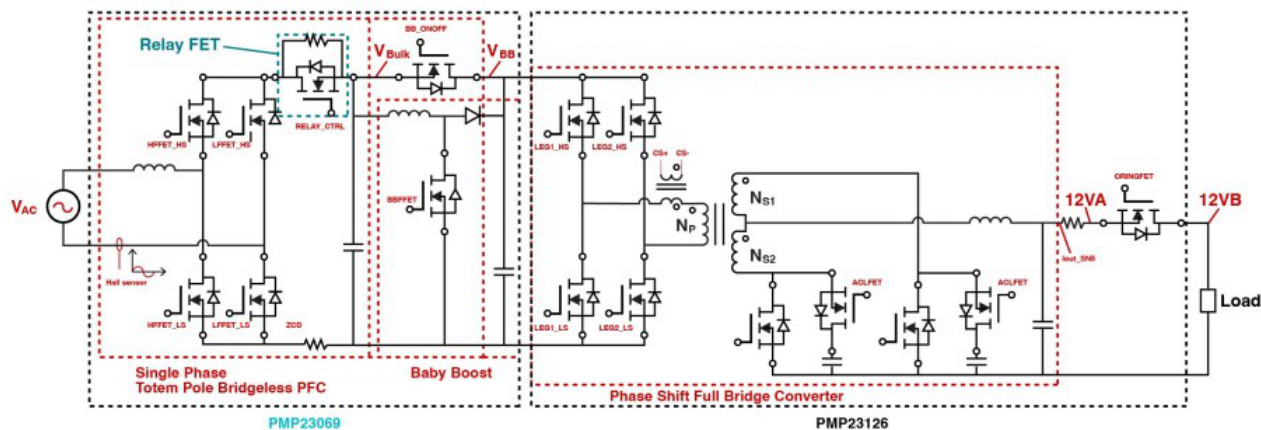 Relay FET
RELAY_CTRL
V_Bulk
BB_ONOFF
V_BB
HFFET_HS
LFFET_HS
V_AC
Hall sensor
HFFET_LS
LFFET_LS
ZCD
BBFFET
Single Phase
Totem Pole Bridgeless PFC
Baby Boost
PMP23069
LEG1_HS
LEG2_HS
CS+
CS-
N_P
N_S1
N_S2
LEG1_LS
LEG2_LS
ACLFET
ACLFET
12VA
Iout_SNS
ORINGFET
12VB
Load
Phase Shift Full Bridge Converter
PMP23126